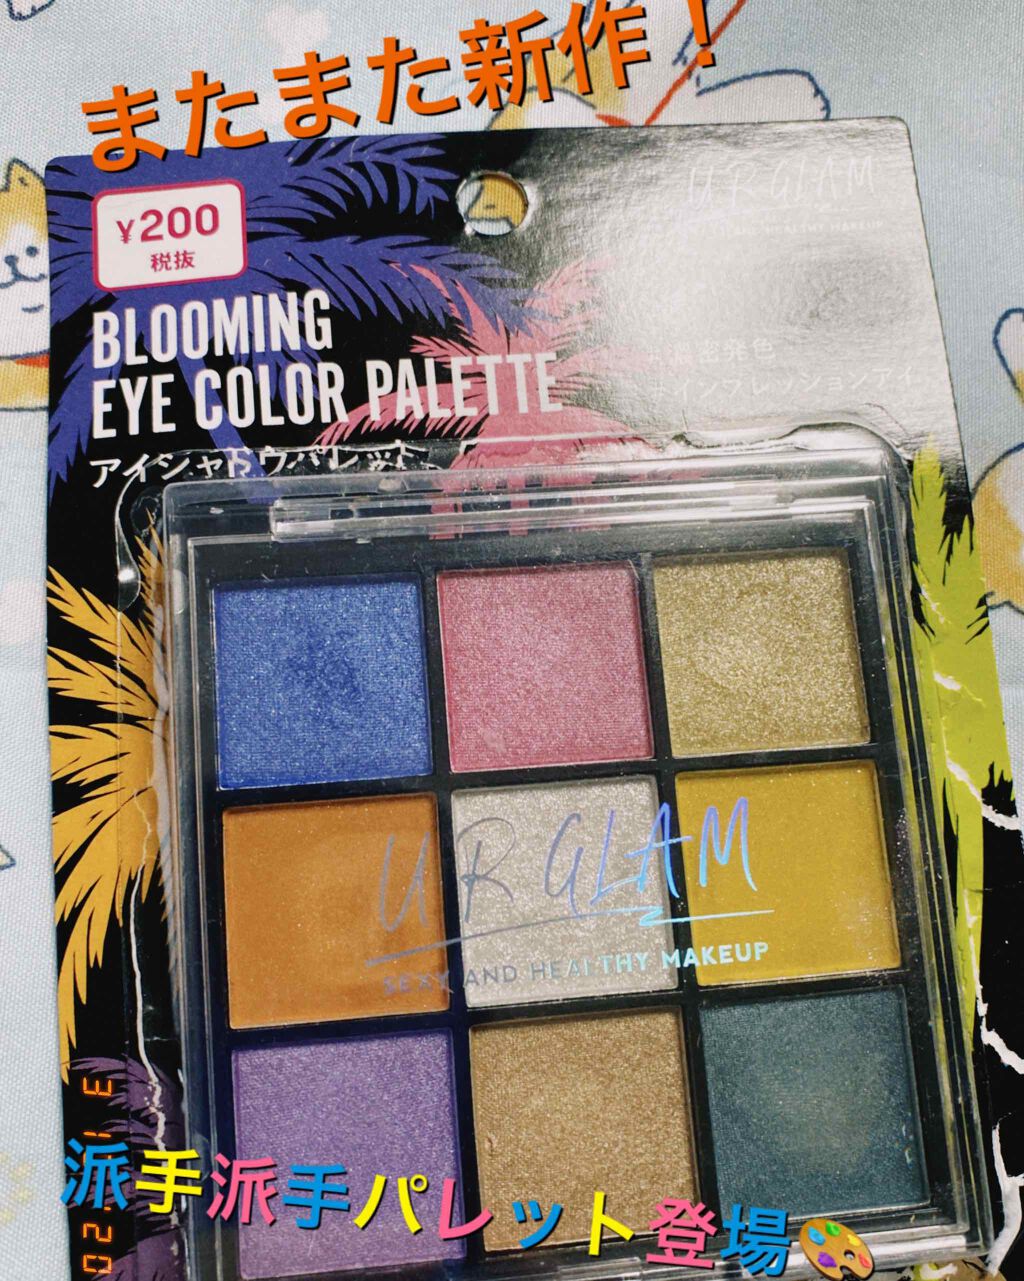 またまた新作！
¥200
税抜
UR GLAM
BLOOMING
EYE COLOR PALETTE
アイシャドウパレット
UR GLAM
SEXY AND HEALTHY MAKEUP
派手派手パレット登場